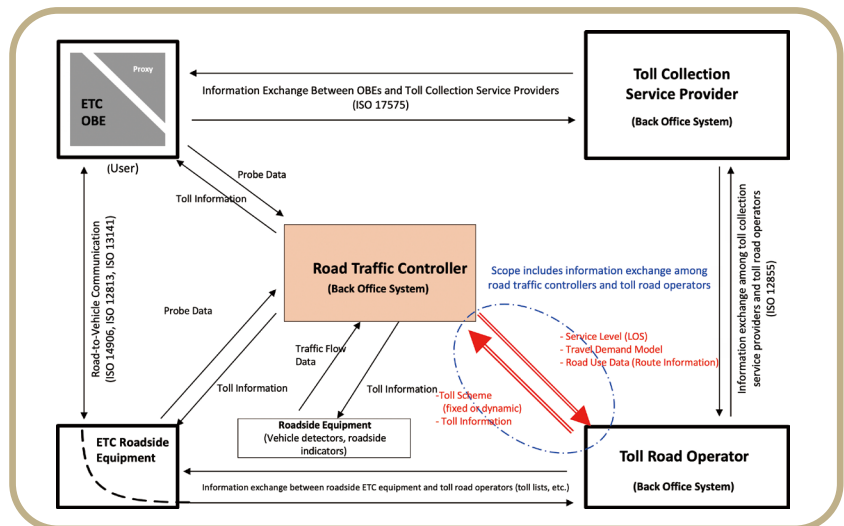 Proxy
ETC
OBE
(User)
Information Exchange Between OBEs and Toll Collection Service Providers
(ISO 17575)
Toll Collection
Service Provider
(Back Office System)
Probe Data
Toll Information
Road-to-Vehicle Communication
(ISO 14906, ISO 12813, ISO 13141)
Road Traffic Controller
(Back Office System)
Scope includes information exchange among
road traffic controllers and toll road operators
Information exchange among toll collection
service providers and toll road operators
(ISO 12855)
Probe Data
Toll Information
Traffic Flow
Data
Toll Information
- Service Level (LOS)
- Travel Demand Model
- Road Use Data (Route Information)
-Toll Scheme
(fixed or dynamic)
- Toll Information
Roadside Equipment
(Vehicle detectors, roadside
indicators)
ETC Roadside
Equipment
Toll Road Operator
(Back Office System)
Information exchange between roadside ETC equipment and toll road operators (toll lists, etc.)